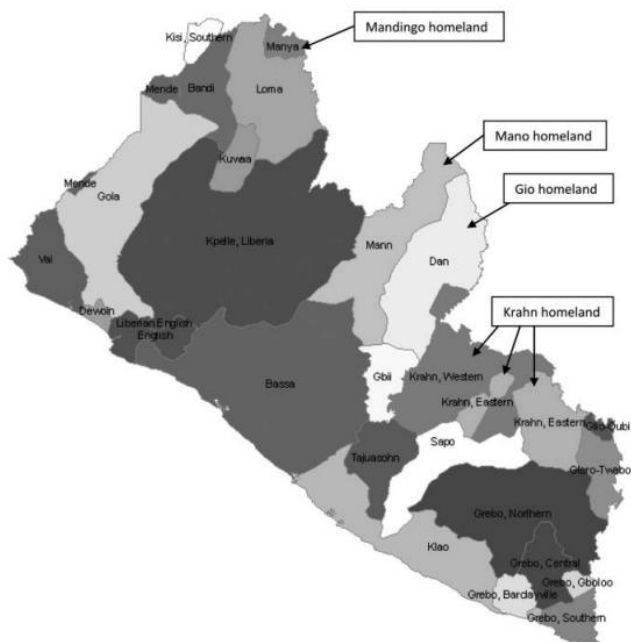 Mandingo homeland
Kisi, Southern
Manya
Mende
Bandi
Loma
Mano homeland
Kuwaa
Mende
Gola
Gio homeland
Kpelle, Liberia
Mann
Dan
Vai
Dewoin
Liberian English
English
Krahn homeland
Bassa
Gbii
Krahn, Western
Krahn, Eastern
Krahn, Eastern
Glio-Oubi
Sapo
Tajuasohn
Glaro-Twabo
Grebo, Northern
Klao
Grebo, Central
Grebo, Gboloo
Grebo, Barclayville
Grebo, Southern